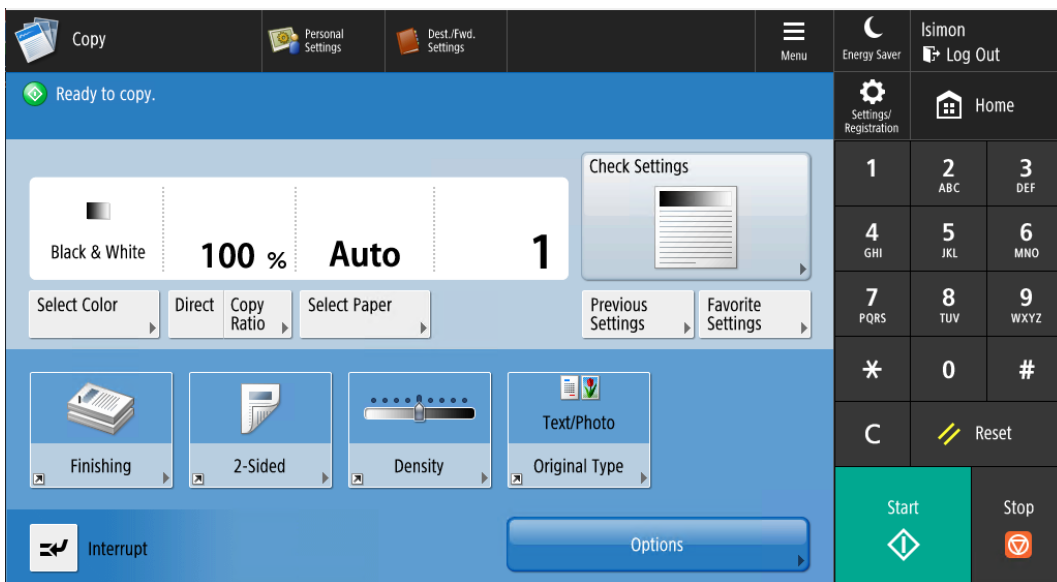 Copy
Personal
Settings
Dest./Fwd.
Settings
Menu
Energy Saver
Isimon
Log Out
Ready to copy.
Settings/
Registration
Home
Check Settings
Black & White
100 %
Auto
1
Select Color
Direct
Copy
Ratio
Select Paper
Previous
Settings
Favorite
Settings
1
2
ABC
3
DEF
4
GHI
5
JKL
6
MNO
7
PQRS
8
TUV
9
WXYZ
0
#
C
Reset
Text/Photo
Finishing
2-Sided
Density
Original Type
Start
Stop
Interrupt
Options